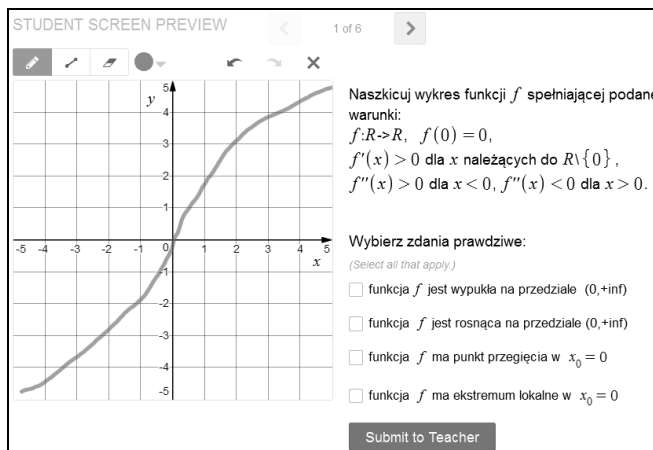 STUDENT SCREEN PREVIEW
1 of 6
y
5
4
3
2
1
-5 -4 -3 -2 -1 0 1 2 3 4 5
x
-1
-2
-3
-4
-5
Naszkicuj wykres funkcji f spełniającej podane
warunki:
f:R->R, f(0)=0,
f'(x)>0 dla x należących do R\{0},
f''(x)>0 dla x<0, f''(x)<0 dla x>0.
Wybierz zdania prawdziwe:
(Select all that apply.)
funkcja f jest wypukła na przedziale (0,+inf)
funkcja f jest rosnąca na przedziale (0,+inf)
funkcja f ma punkt przegięcia w x₀=0
funkcja f ma ekstremum lokalne w x₀=0
Submit to Teacher